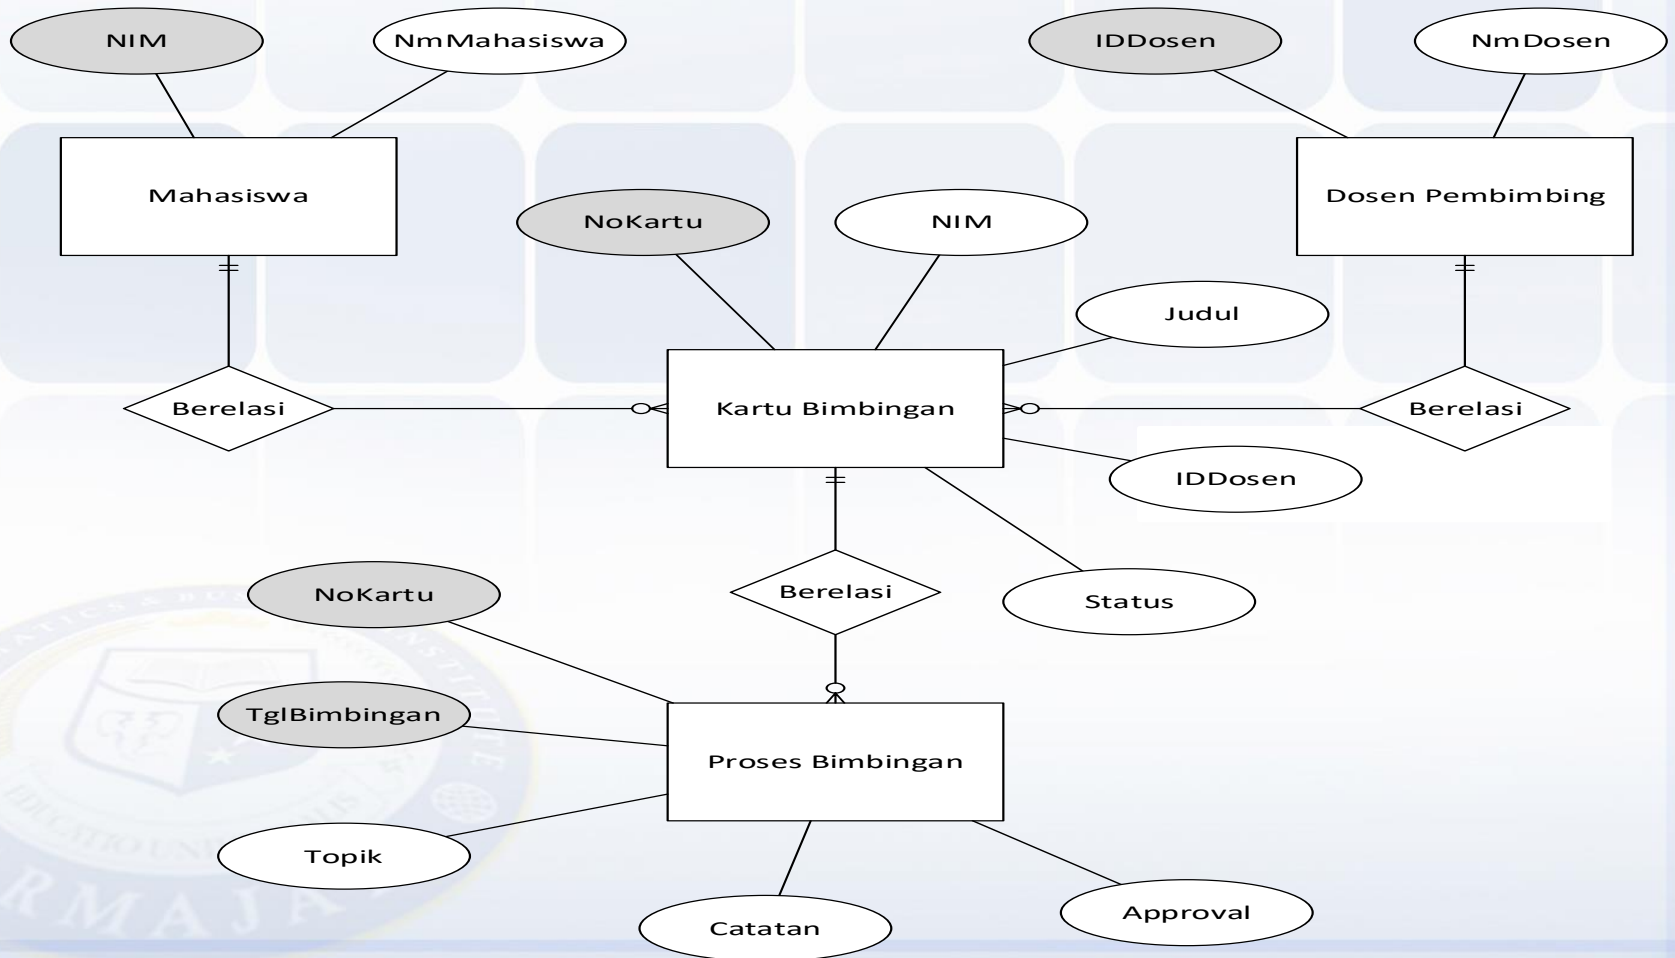 NIM
NmMahasiswa
IDDosen
NmDosen
Mahasiswa
Dosen Pembimbing
NoKartu
NIM
Judul
Berelasi
Kartu Bimbingan
Berelasi
IDDosen
Berelasi
NoKartu
Status
TglBimbingan
Proses Bimbingan
Topik
Catatan
Approval